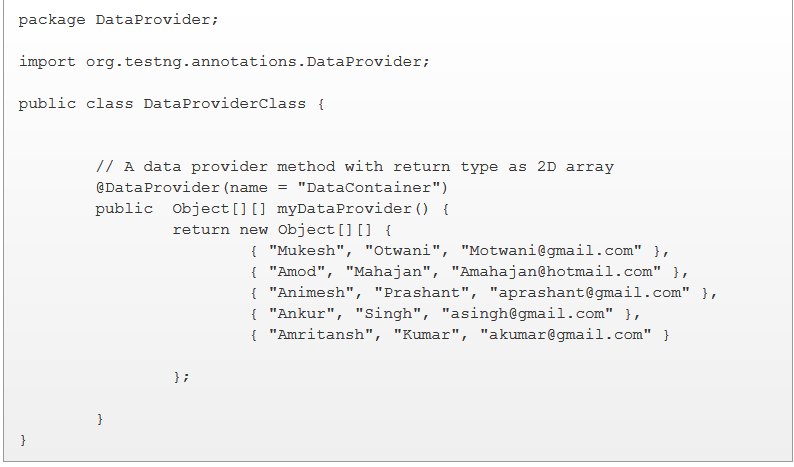 package DataProvider;
import org.testng.annotations.DataProvider;
public class DataProviderClass {
// A data provider method with return type as 2D array
@DataProvider(name = "DataContainer")
public  Object[][] myDataProvider() {
return new Object[][] {
{ "Mukesh", "Otwani", "Motwani@gmail.com" },
{ "Amod", "Mahajan", "Amahajan@hotmail.com" },
{ "Animesh", "Prashant", "aprashant@gmail.com" },
{ "Ankur", "Singh", "asingh@gmail.com" },
{ "Amritansh", "Kumar", "akumar@gmail.com" }
};
}
}